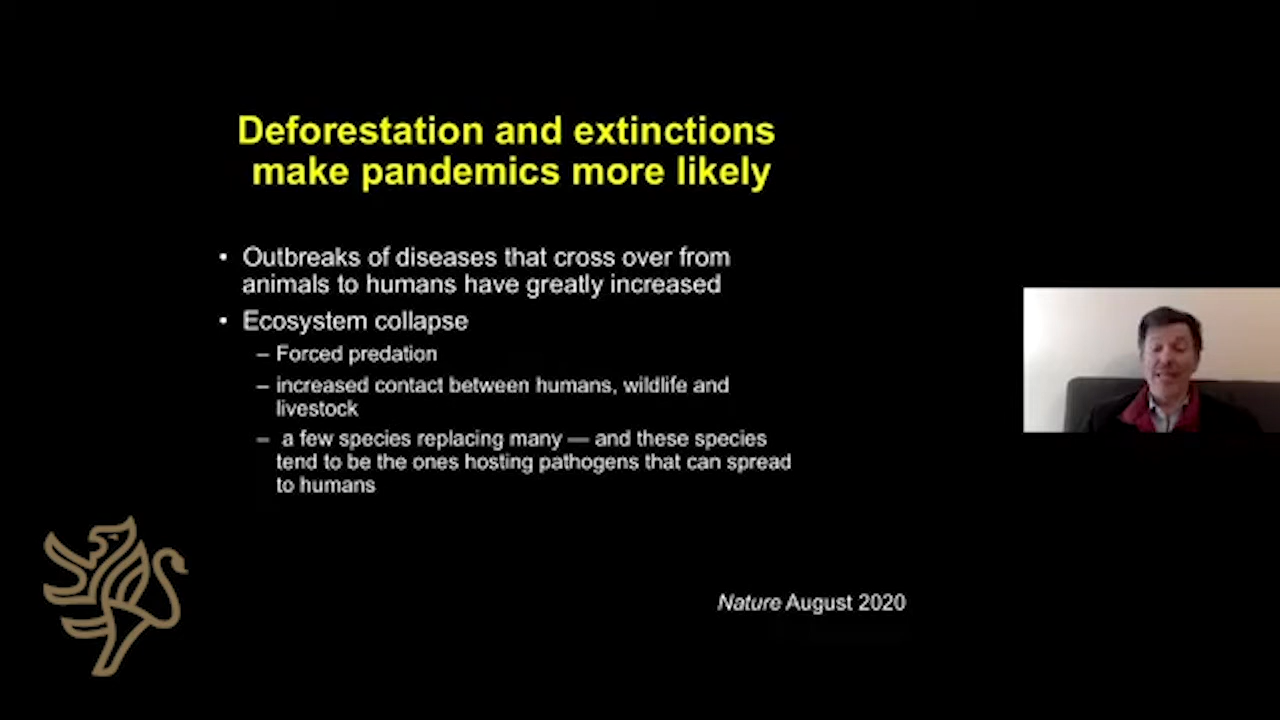 Deforestation and extinctions
make pandemics more likely
• Outbreaks of diseases that cross over from
animals to humans have greatly increased
• Ecosystem collapse
– Forced predation
– increased contact between humans, wildlife and
livestock
– a few species replacing many — and these species
tend to be the ones hosting pathogens that can spread
to humans
Nature August 2020